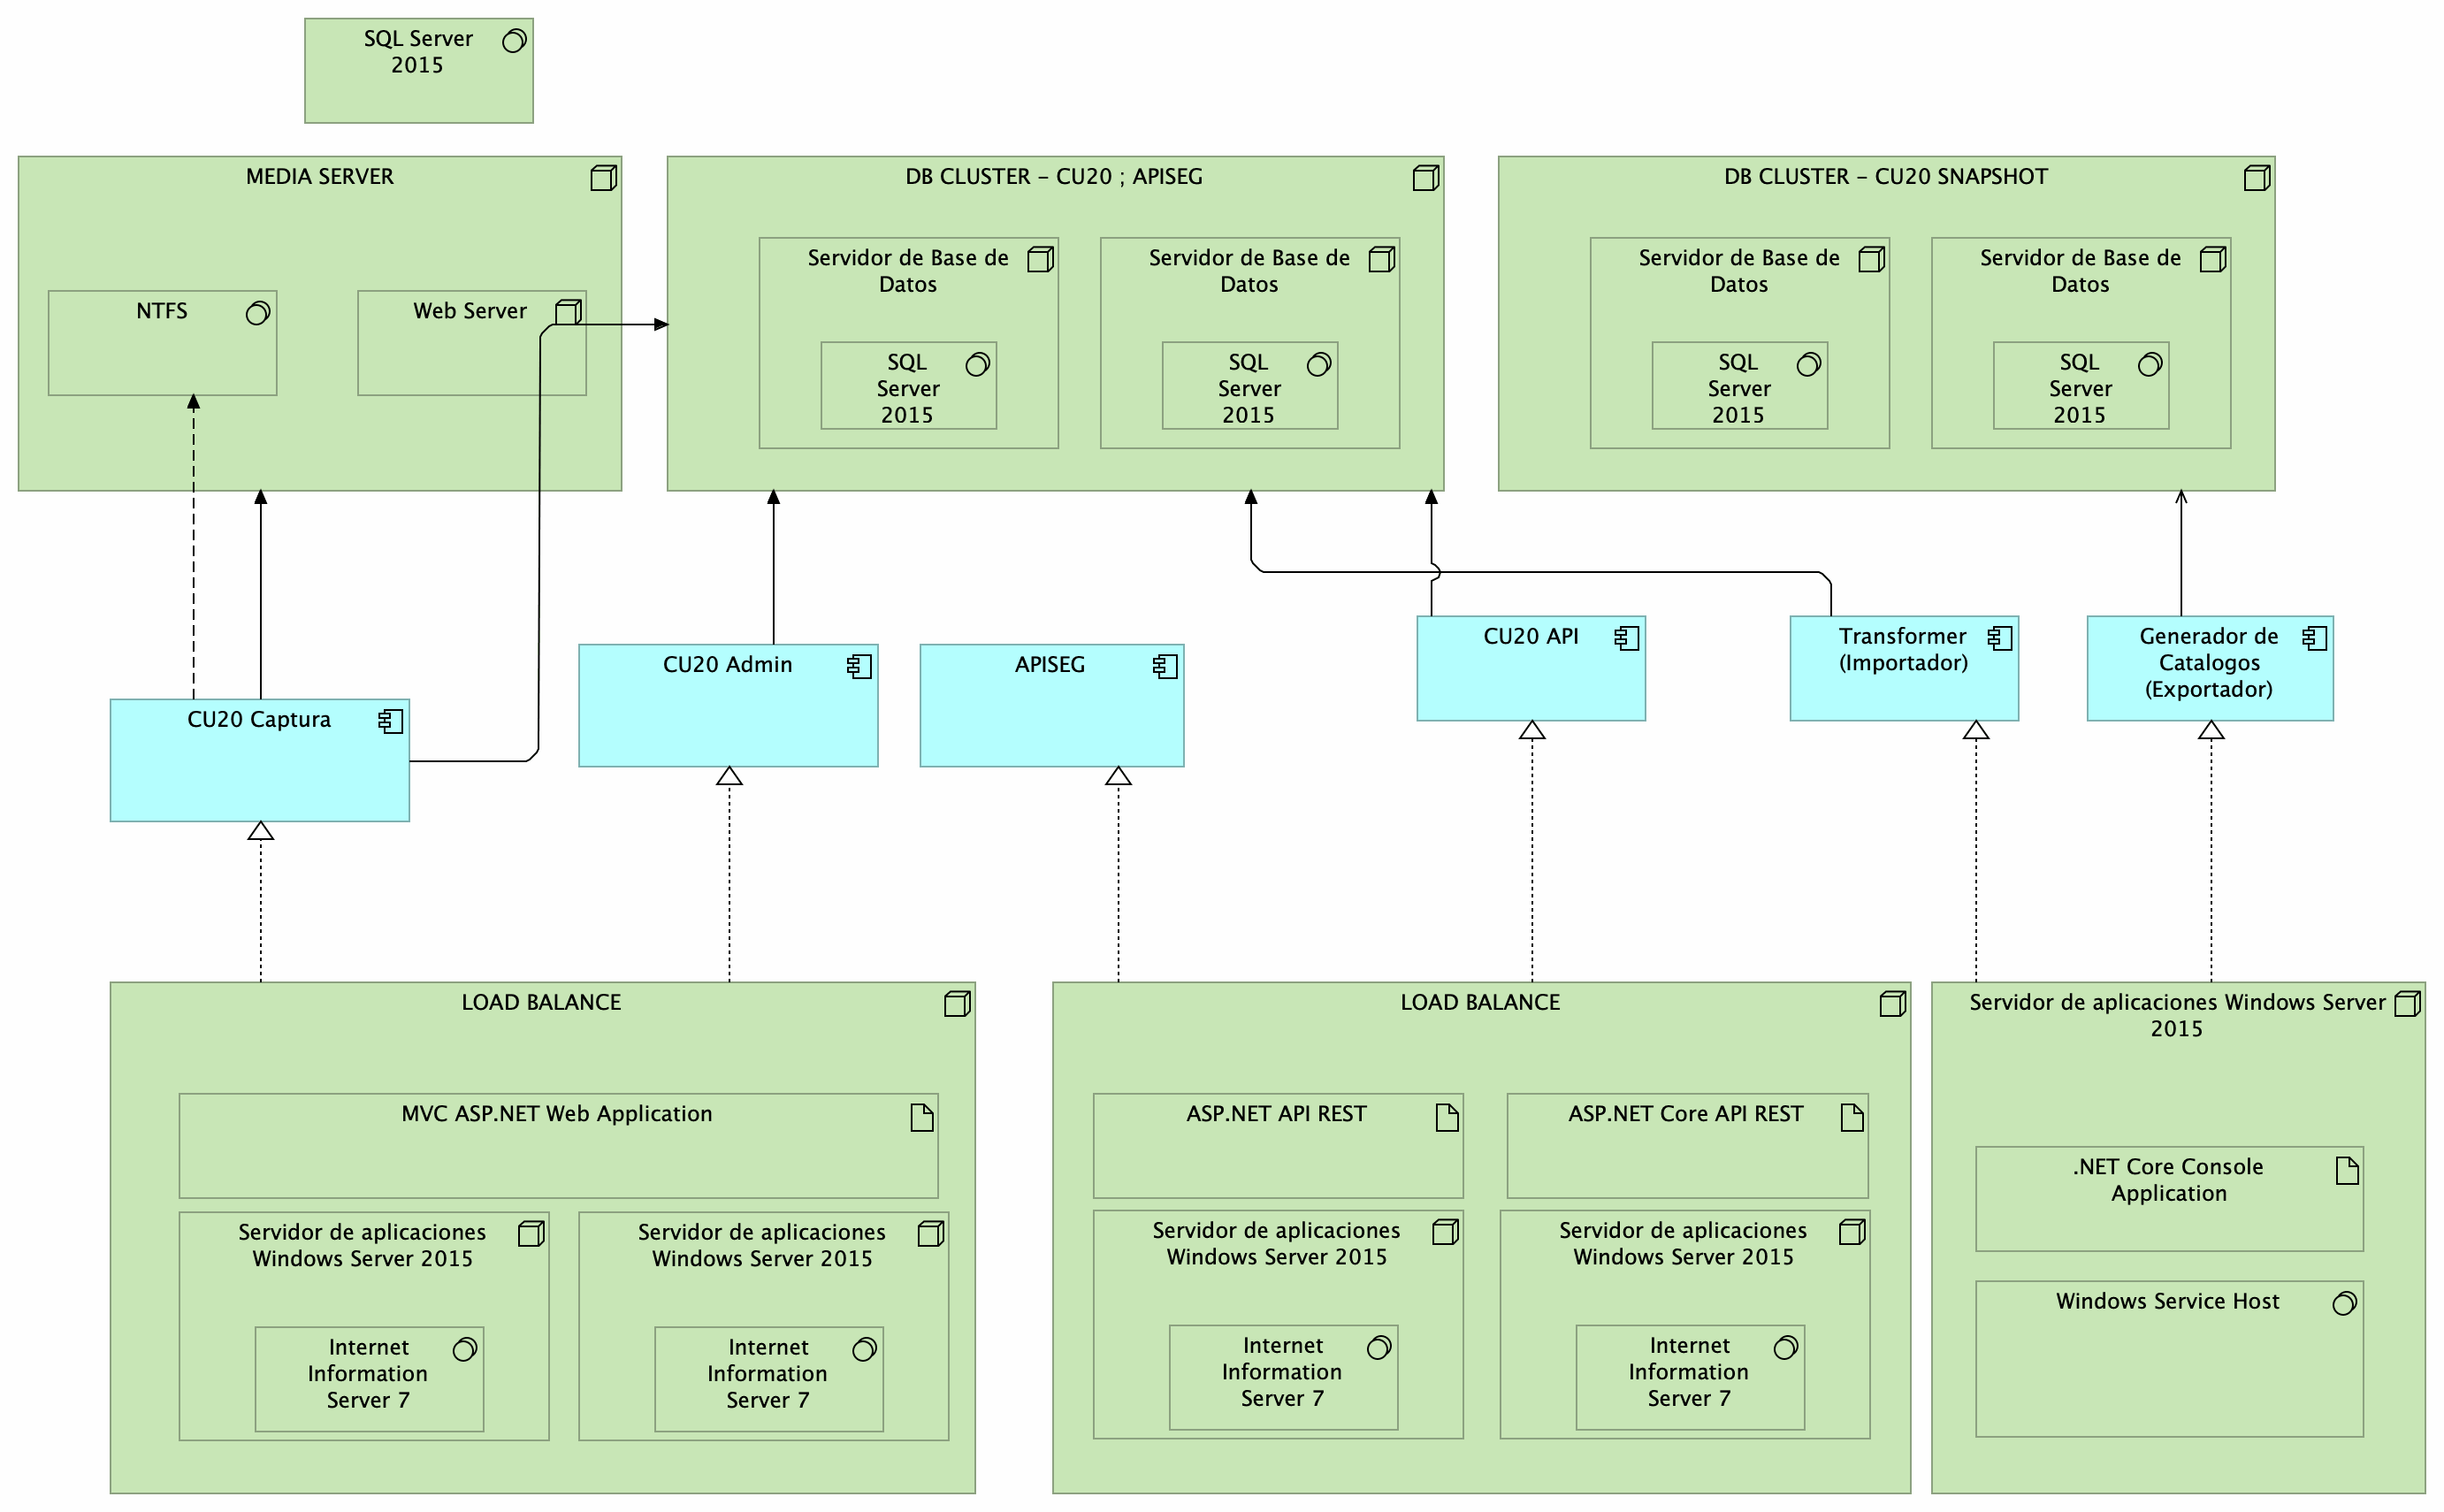 SQL Server
2015
MEDIA SERVER
NTFS
Web Server
DB CLUSTER - CU20 ; APISEG
Servidor de Base de
Datos
SQL
Server
2015
Servidor de Base de
Datos
SQL
Server
2015
DB CLUSTER - CU20 SNAPSHOT
Servidor de Base de
Datos
SQL
Server
2015
Servidor de Base de
Datos
SQL
Server
2015
CU20 Captura
CU20 Admin
APISEG
CU20 API
Transformer
(Importador)
Generador de
Catalogos
(Exportador)
LOAD BALANCE
MVC ASP.NET Web Application
Servidor de aplicaciones
Windows Server 2015
Internet
Information
Server 7
Servidor de aplicaciones
Windows Server 2015
Internet
Information
Server 7
LOAD BALANCE
ASP.NET API REST
ASP.NET Core API REST
Servidor de aplicaciones
Windows Server 2015
Internet
Information
Server 7
Servidor de aplicaciones
Windows Server 2015
Internet
Information
Server 7
Servidor de aplicaciones Windows Server
2015
.NET Core Console
Application
Windows Service Host